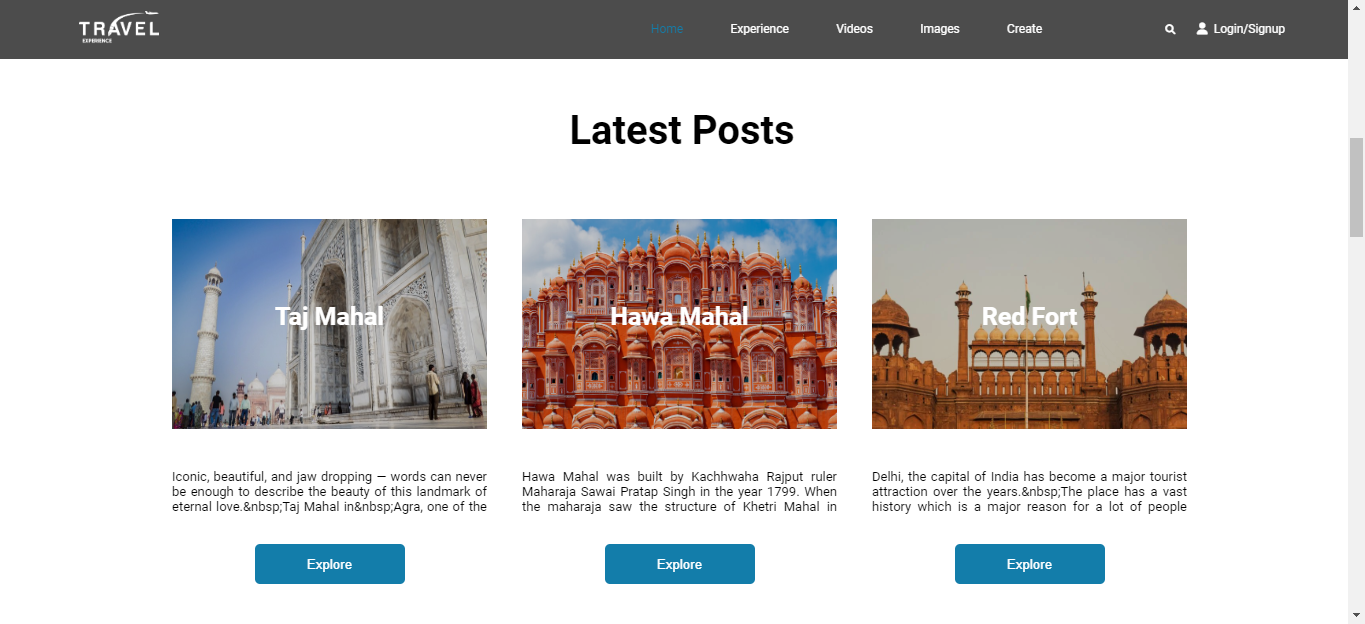 TRAVEL
EXPERIENCE
Home Experience Videos Images Create Login/Signup
Latest Posts
Taj Mahal
Hawa Mahal
Red Fort
Iconic, beautiful, and jaw dropping — words can never
be enough to describe the beauty of this landmark of
eternal love.&nbsp;Taj Mahal in&nbsp;Agra, one of the
Hawa Mahal was built by Kachhwaha Rajput ruler
Maharaja Sawai Pratap Singh in the year 1799. When
the maharaja saw the structure of Khetri Mahal in
Delhi, the capital of India has become a major tourist
attraction over the years.&nbsp;The place has a vast
history which is a major reason for a lot of people
Explore
Explore
Explore